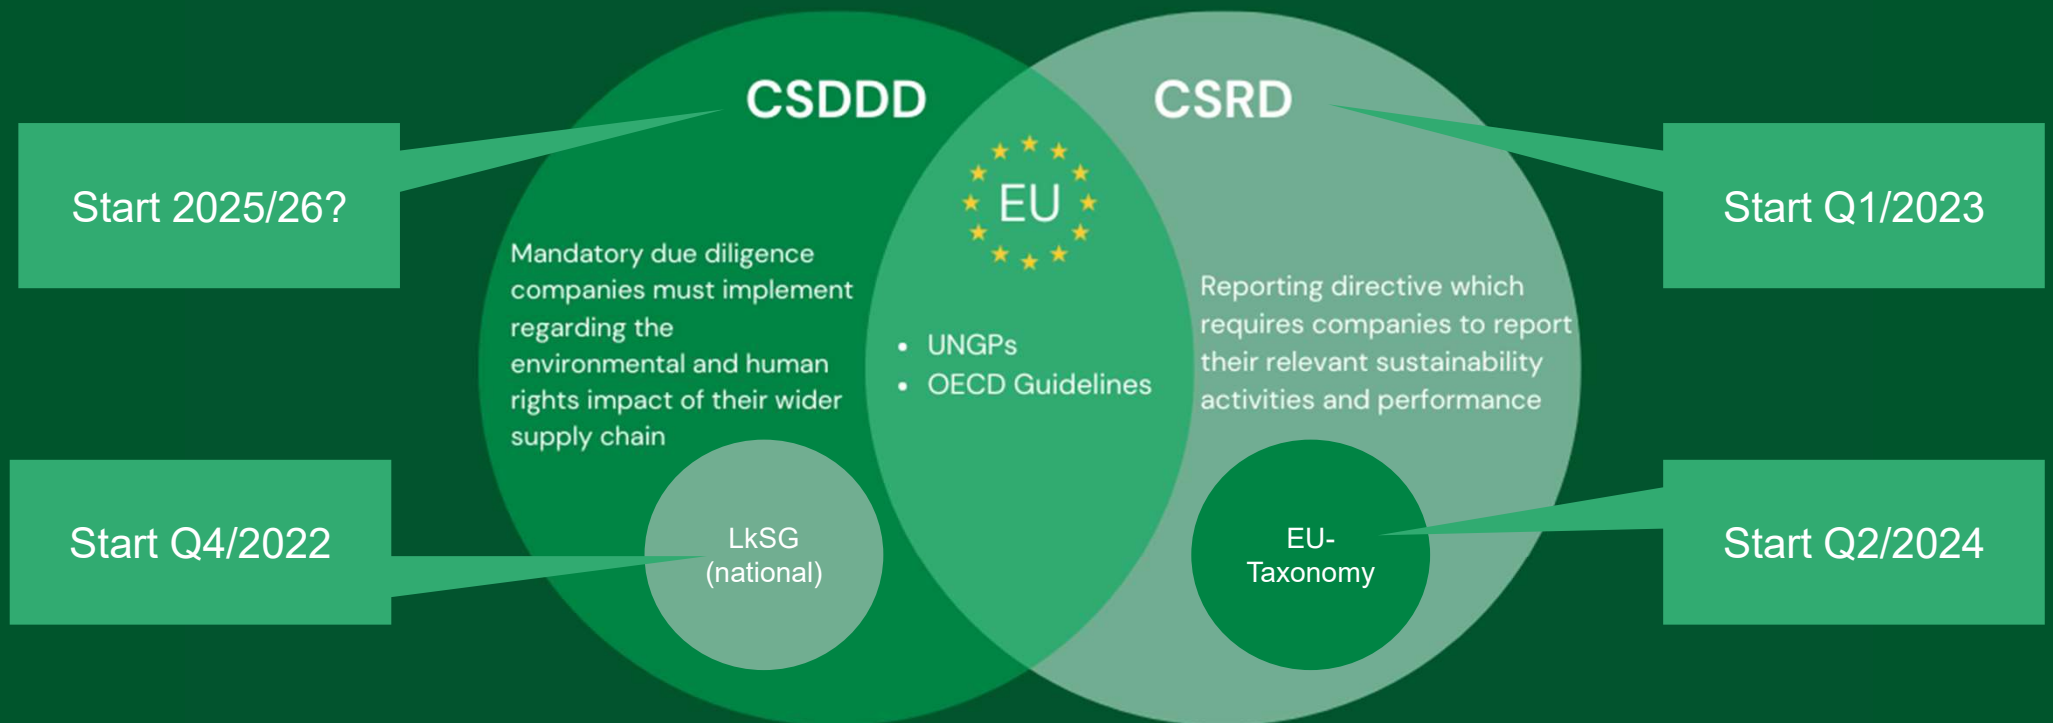 CSDDD
CSRD
Start 2025/26?
EU
Start Q1/2023
Mandatory due diligence
companies must implement
regarding the
environmental and human
rights impact of their wider
supply chain
• UNGPs
• OECD Guidelines
Reporting directive which
requires companies to report
their relevant sustainability
activities and performance
Start Q4/2022
LkSG
(national)
EU-
Taxonomy
Start Q2/2024